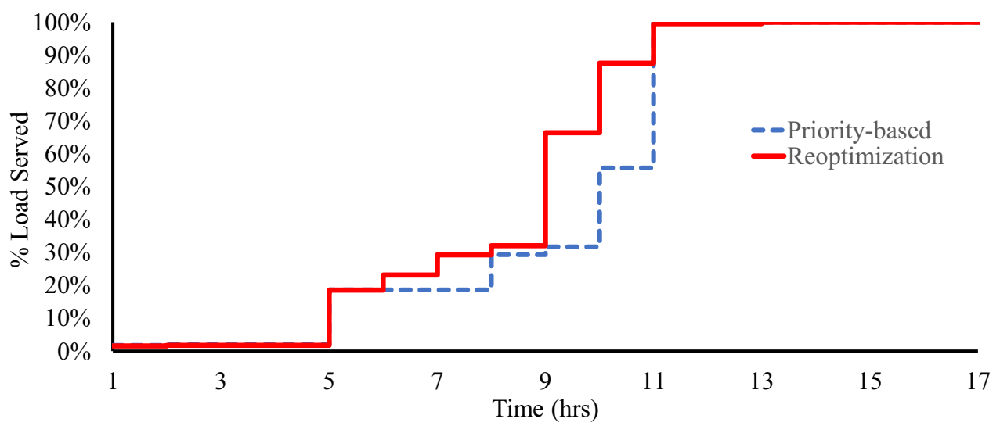 100%
90%
80%
70%
60%
50%
40%
30%
20%
10%
0%
% Load Served
Priority-based
Reoptimization
1 3 5 7 9 11 13 15 17
Time (hrs)